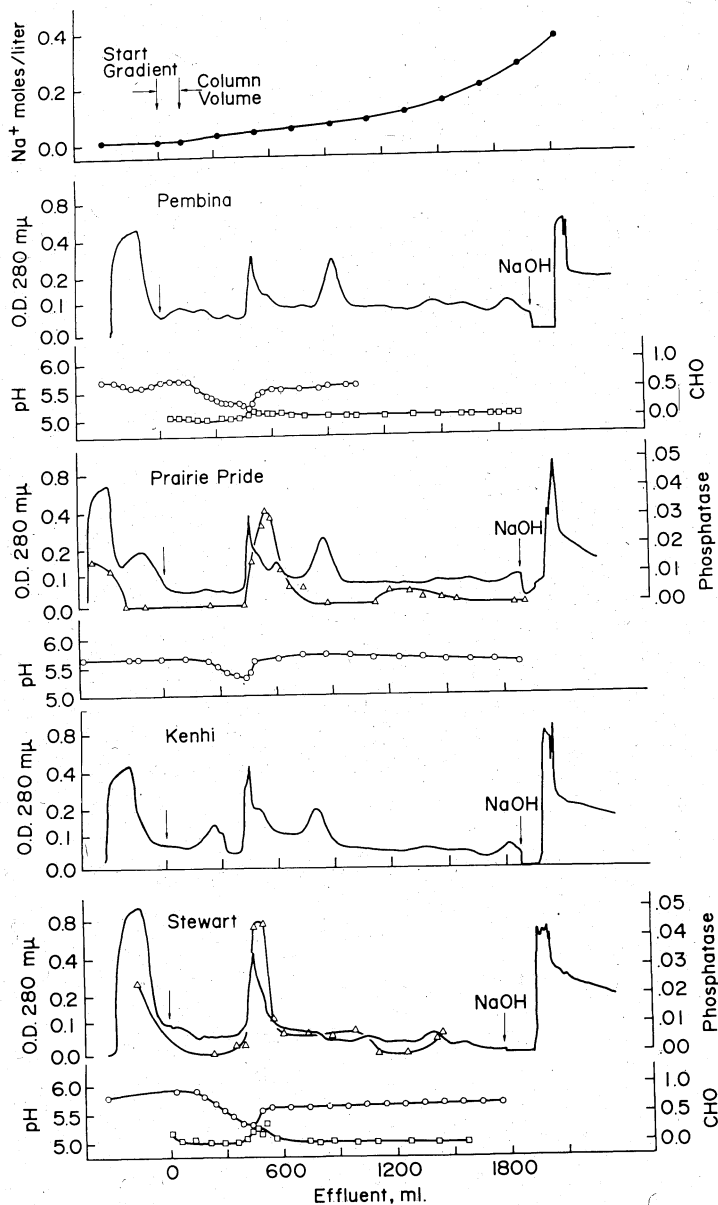 Na+ moles/liter
0.4
0.2
0.0
Start
Gradient
Column
Volume
O.D. 280 mμ
0.8
0.4
0.2
0.1
0.0
Pembina
NaOH
pH
6.0
5.5
5.0
1.0
0.5
0.0
CHO
O.D. 280 mμ
0.8
0.4
0.2
0.1
0.0
Prairie Pride
NaOH
.05
.04
.03
.02
.01
.00
Phosphatase
pH
6.0
5.5
5.0
O.D. 280 mμ
0.8
0.4
0.2
0.1
0.0
Kenhi
NaOH
O.D. 280 mμ
0.8
0.4
0.2
0.1
0.0
Stewart
NaOH
.05
.04
.03
.02
.01
.00
Phosphatase
pH
6.0
5.5
5.0
1.0
0.5
0.0
CHO
0
600
1200
1800
Effluent, ml.